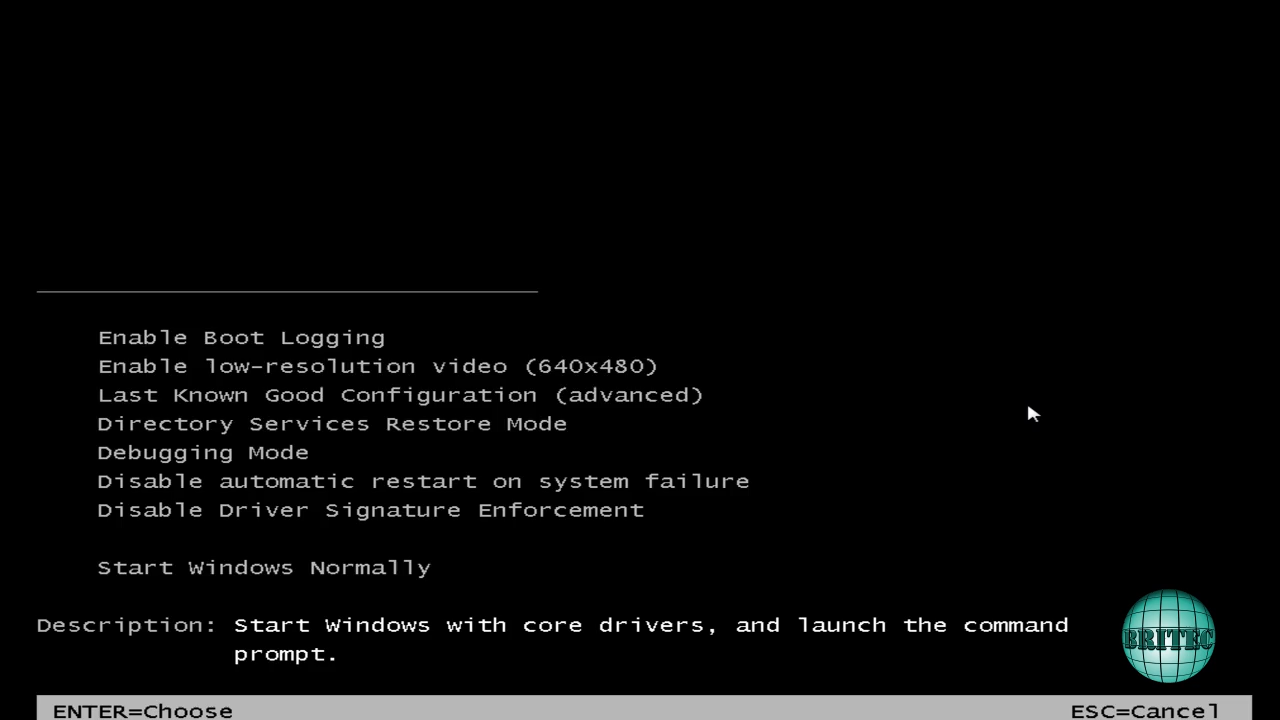 Enable Boot Logging
Enable low-resolution video (640x480)
Last Known Good Configuration (advanced)
Directory Services Restore Mode
Debugging Mode
Disable automatic restart on system failure
Disable Driver Signature Enforcement
Start Windows Normally
Description: Start Windows with core drivers, and launch the command
prompt.
BRITEC
ENTER=Choose ESC=Cancel